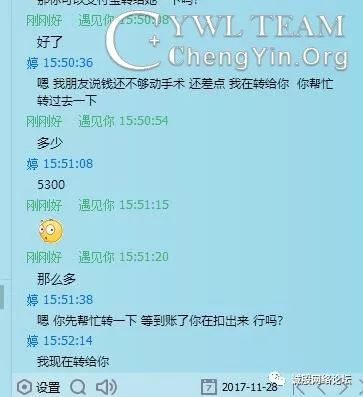 那你可以支付宝转给她 一下吗?
刚刚好 遇见你 15:50:08
CYWL TEAM
ChengYin.Org
好了
婷 15:50:36
嗯 我朋友说钱还不够动手术 还差点 我在转给你 你帮忙
转过去一下
刚刚好 遇见你 15:50:54
多少
婷 15:51:08
5300
刚刚好 遇见你 15:51:15
刚刚好 遇见你 15:51:20
那么多
婷 15:51:38
嗯 你先帮忙转一下 等到账了你在扣出来 行吗?
婷 15:52:14
我现在转给你
设置
7
2017-11-28
诚殷网络论坛